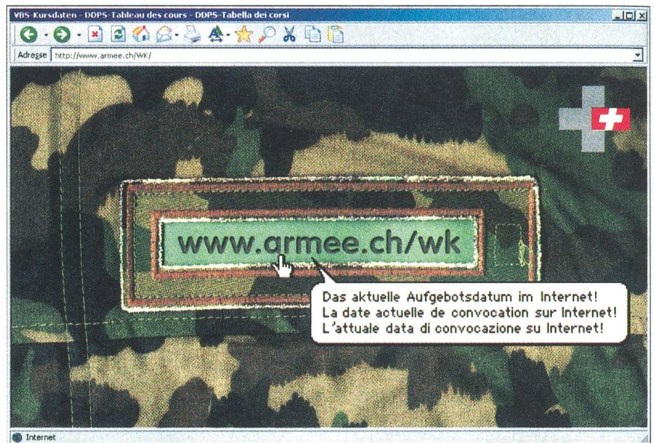 VBS-Kursdaten - DDPS-Tableau des cours - DDPS-Tabella dei corsi
Adresse http://www.armee.ch/WK/
www.armee.ch/wk
Das aktuelle Aufgebotsdatum im Internet!
La date actuelle de convocation sur Internet!
L'attuale data di convocazione su Internet!
Internet